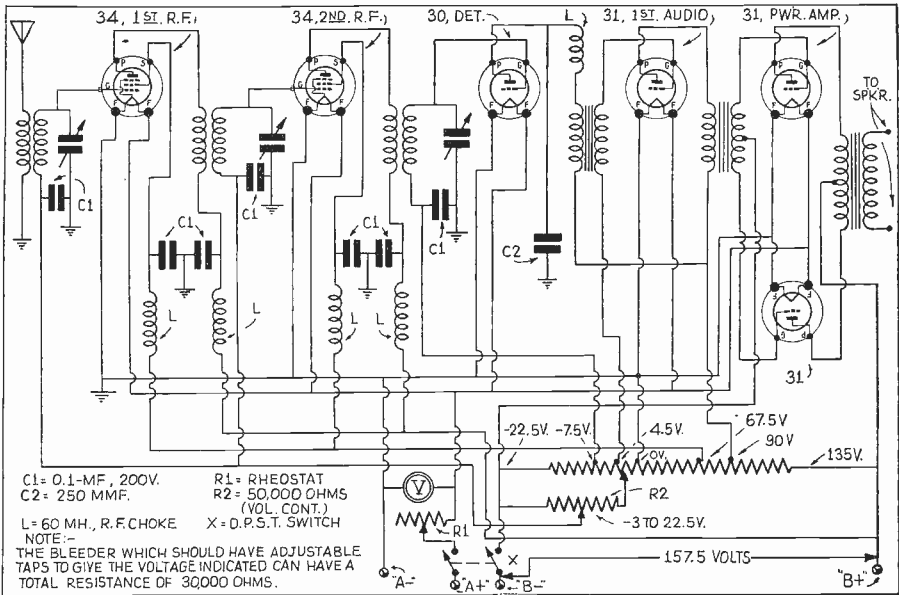 34, 1ST. R.F.
34, 2ND. R.F.
30, DET.
L
31, 1ST. AUDIO
31, PWR. AMP.
TO SPKR.
P S
G
F F
P S
G
F F
P G
F F
P G
F F
P G
F F
C1
C1
C1
C1
C1
C2
L
L
L
F F
G P
31
-22.5V. -7.5V.
4.5V.
0V.
67.5V
90V
135V.
V
R2
-3 TO 22.5V.
R1
X
157.5 VOLTS
"A-"
"A+"
"B-"
"B+"
C1= 0.1-MF., 200V.
C2= 250 MMF.
L= 60 MH., R.F. CHOKE
R1= RHEOSTAT
R2= 50,000 OHMS
(VOL. CONT.)
X= D.P.S.T. SWITCH
NOTE:-
THE BLEEDER WHICH SHOULD HAVE ADJUSTABLE
TAPS TO GIVE THE VOLTAGE INDICATED CAN HAVE A
TOTAL RESISTANCE OF 30,000 OHMS.